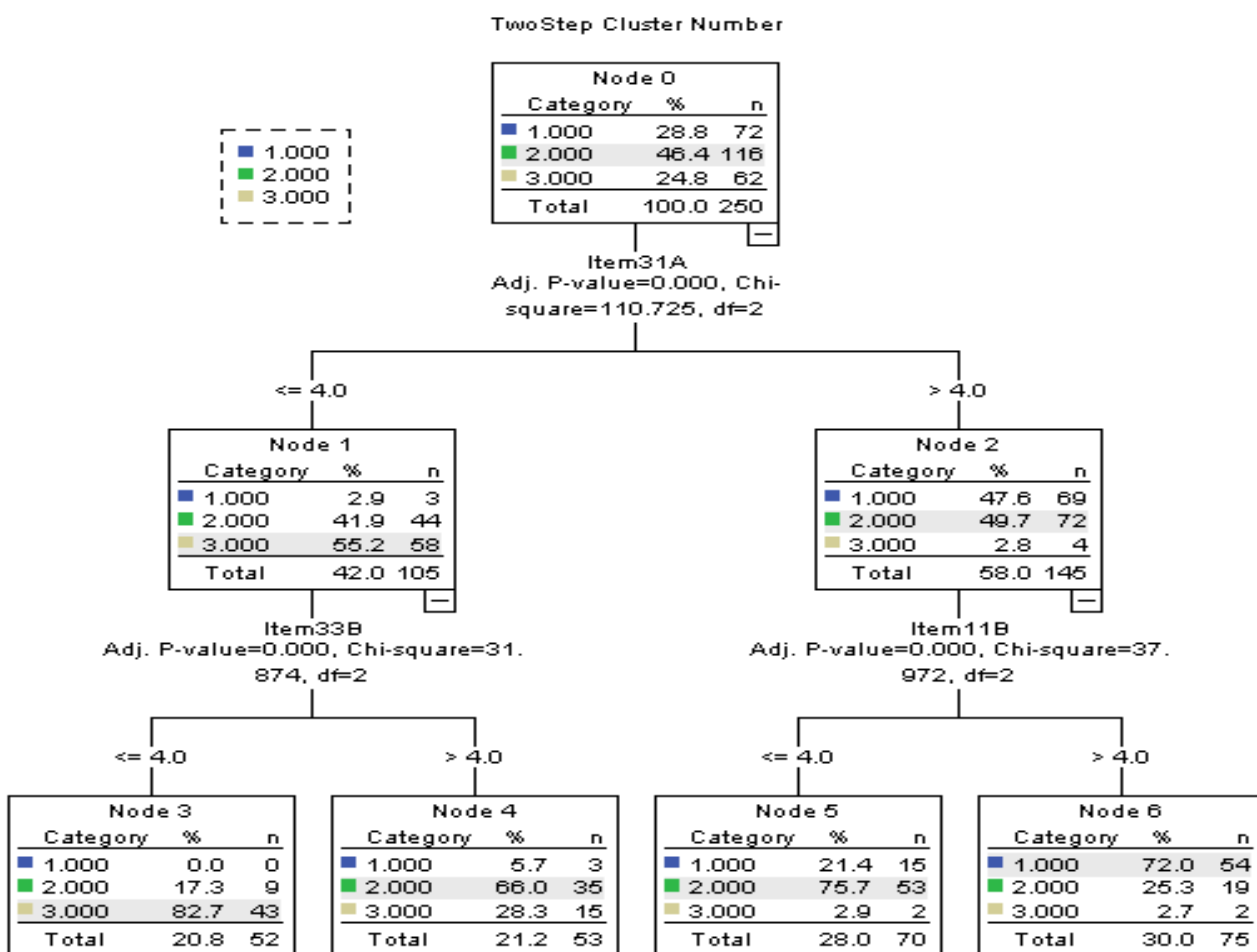 TwoStep Cluster Number
Node 0
Category % n
1.000 28.8 72
2.000 46.4 116
3.000 24.8 62
Total 100.0 250
1.000
2.000
3.000
Item31A
Adj. P-value=0.000, Chi-
square=110.725, df=2
<= 4.0
> 4.0
Node 1
Category % n
1.000 2.9 3
2.000 41.9 44
3.000 55.2 58
Total 42.0 105
Node 2
Category % n
1.000 47.6 69
2.000 49.7 72
3.000 2.8 4
Total 58.0 145
Item33B
Adj. P-value=0.000, Chi-square=31.
874, df=2
Item11B
Adj. P-value=0.000, Chi-square=37.
972, df=2
<= 4.0
> 4.0
<= 4.0
> 4.0
Node 3
Category % n
1.000 0.0 0
2.000 17.3 9
3.000 82.7 43
Total 20.8 52
Node 4
Category % n
1.000 5.7 3
2.000 66.0 35
3.000 28.3 15
Total 21.2 53
Node 5
Category % n
1.000 21.4 15
2.000 75.7 53
3.000 2.9 2
Total 28.0 70
Node 6
Category % n
1.000 72.0 54
2.000 25.3 19
3.000 2.7 2
Total 30.0 75